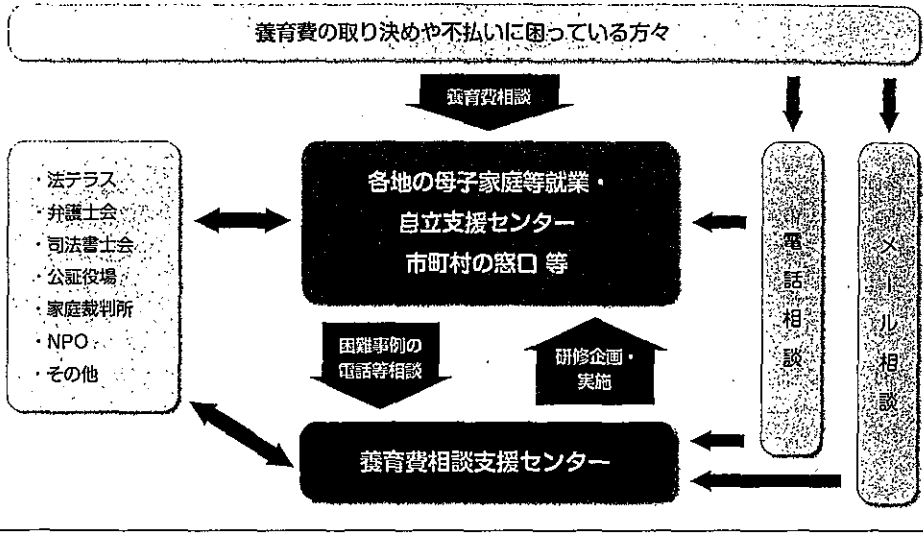 養育費の取り決めや不払いに困っている方々
養育費相談
・法テラス
・弁護士会
・司法書士会
・公証役場
・家庭裁判所
・NPO
・その他
各地の母子家庭等就業・
自立支援センター
市町村の窓口 等
電話相談
メール相談
困難事例の
電話等相談
研修企画・
実施
養育費相談支援センター